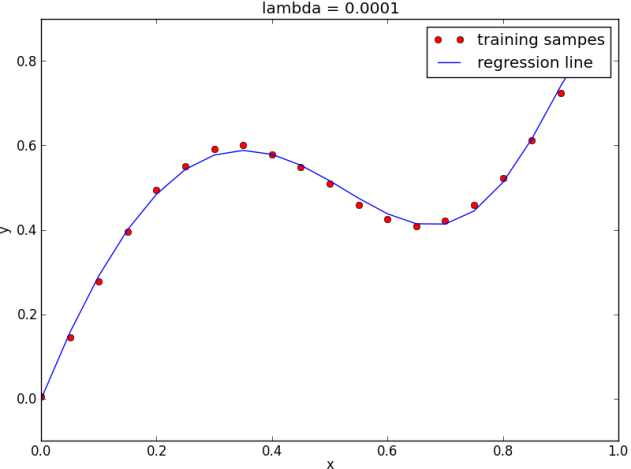 lambda = 0.0001
training sampes
regression line
0.8
0.6
0.4
0.2
0.0
y
0.0 0.2 0.4 0.6 0.8 1.0
x